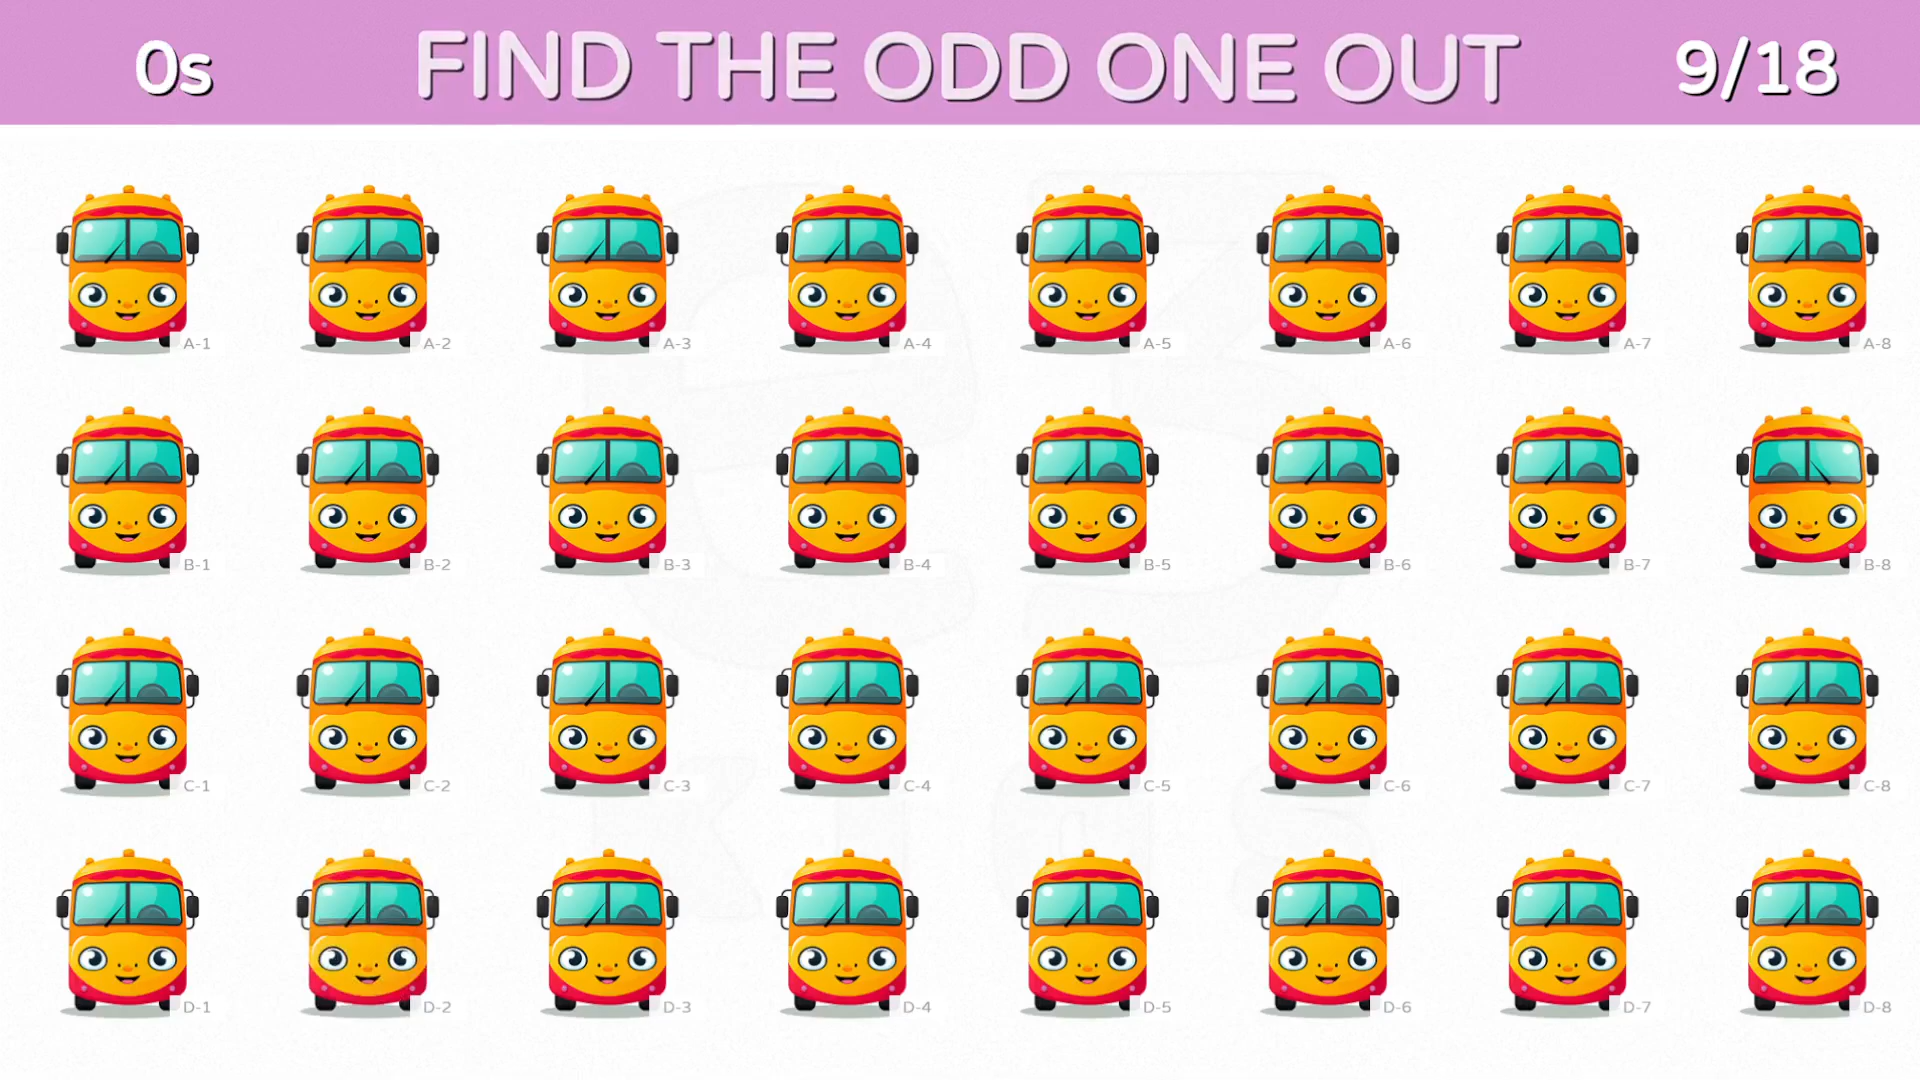 0s FIND THE ODD ONE OUT 9/18
A-1 A-2 A-3 A-4 A-5 A-6 A-7 A-8
B-1 B-2 B-3 B-4 B-5 B-6 B-7 B-8
C-1 C-2 C-3 C-4 C-5 C-6 C-7 C-8
D-1 D-2 D-3 D-4 D-5 D-6 D-7 D-8